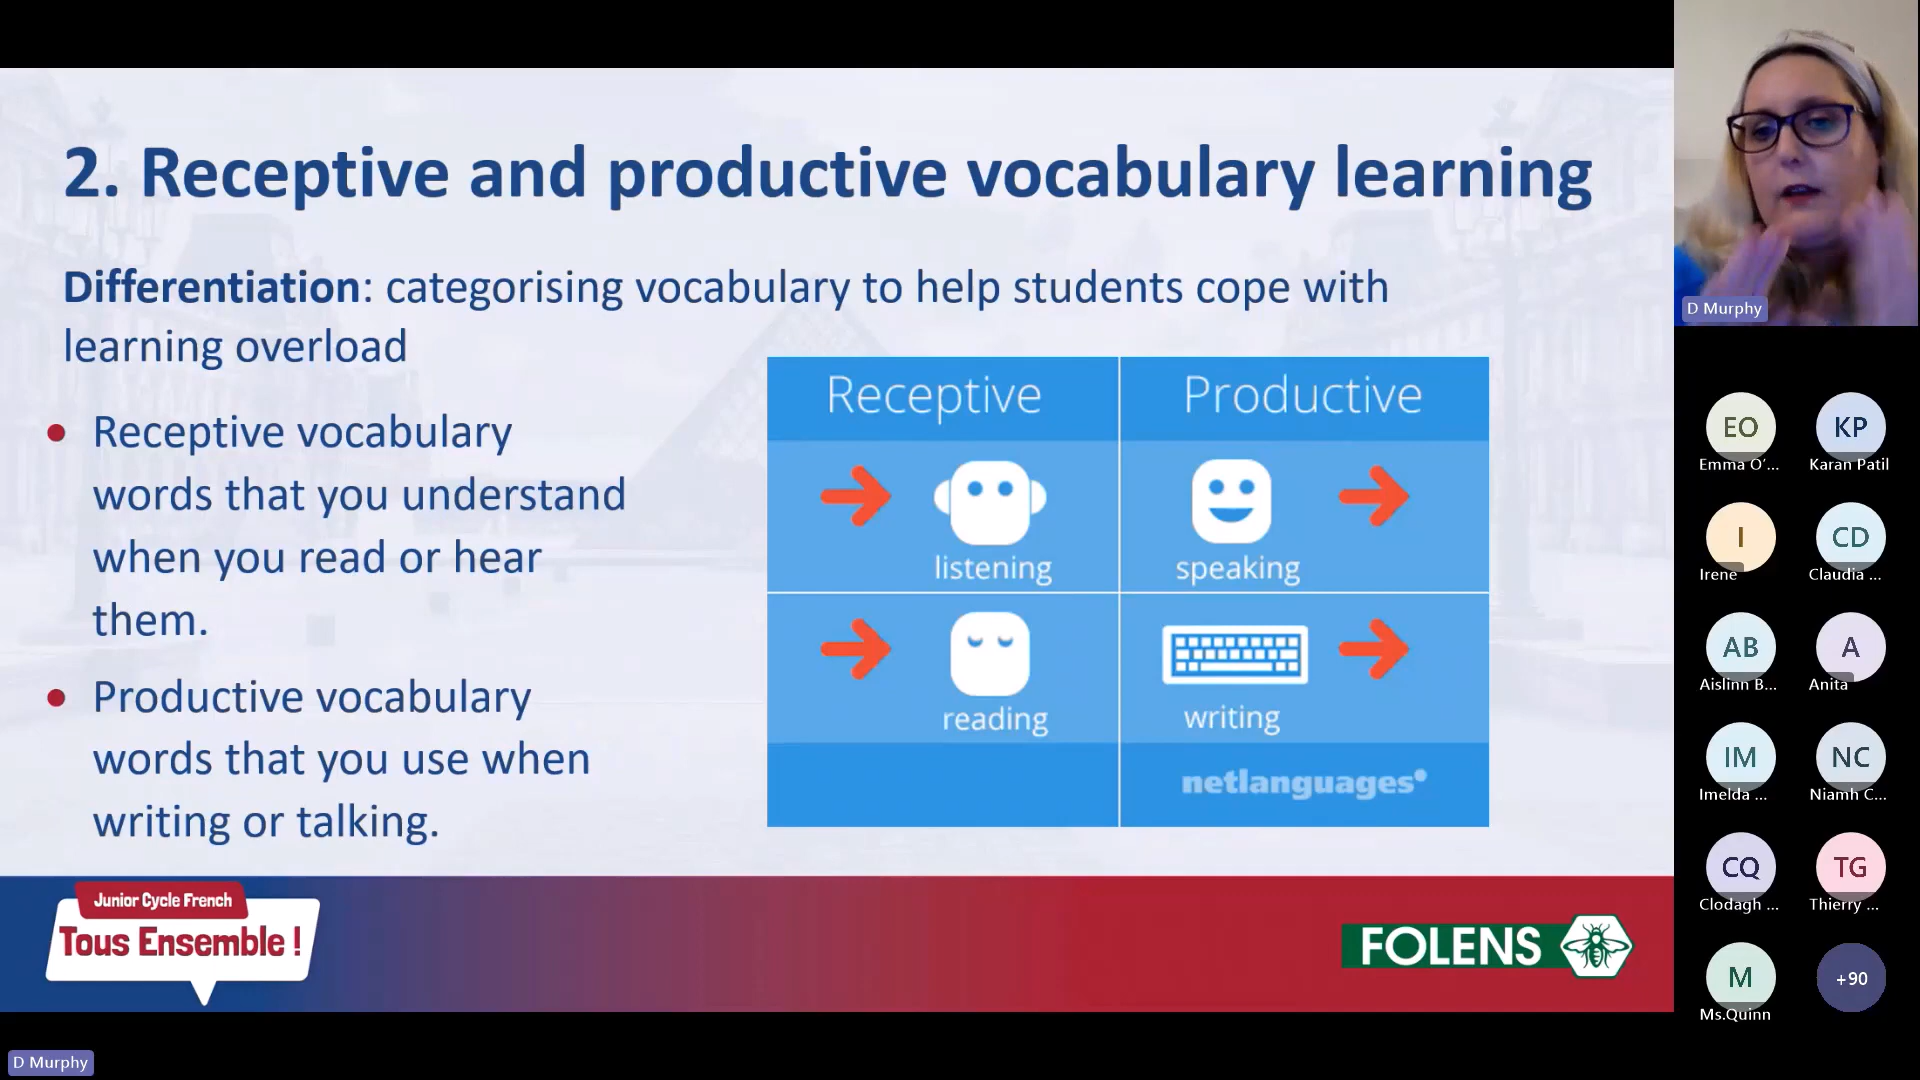 2. Receptive and productive vocabulary learning
Differentiation: categorising vocabulary to help students cope with
learning overload
Receptive vocabulary
words that you understand
when you read or hear
them.
Productive vocabulary
words that you use when
writing or talking.
Receptive
Productive
listening
speaking
reading
writing
netlanguages
Junior Cycle French
Tous Ensemble !
FOLENS
D Murphy
EO
Emma O'...
KP
Karan Patil
I
Irene
CD
Claudia ...
AB
Aislinn B...
A
Anita
IM
Imelda ...
NC
Niamh C...
CQ
Clodagh ...
TG
Thierry ...
M
Ms.Quinn
+90
D Murphy